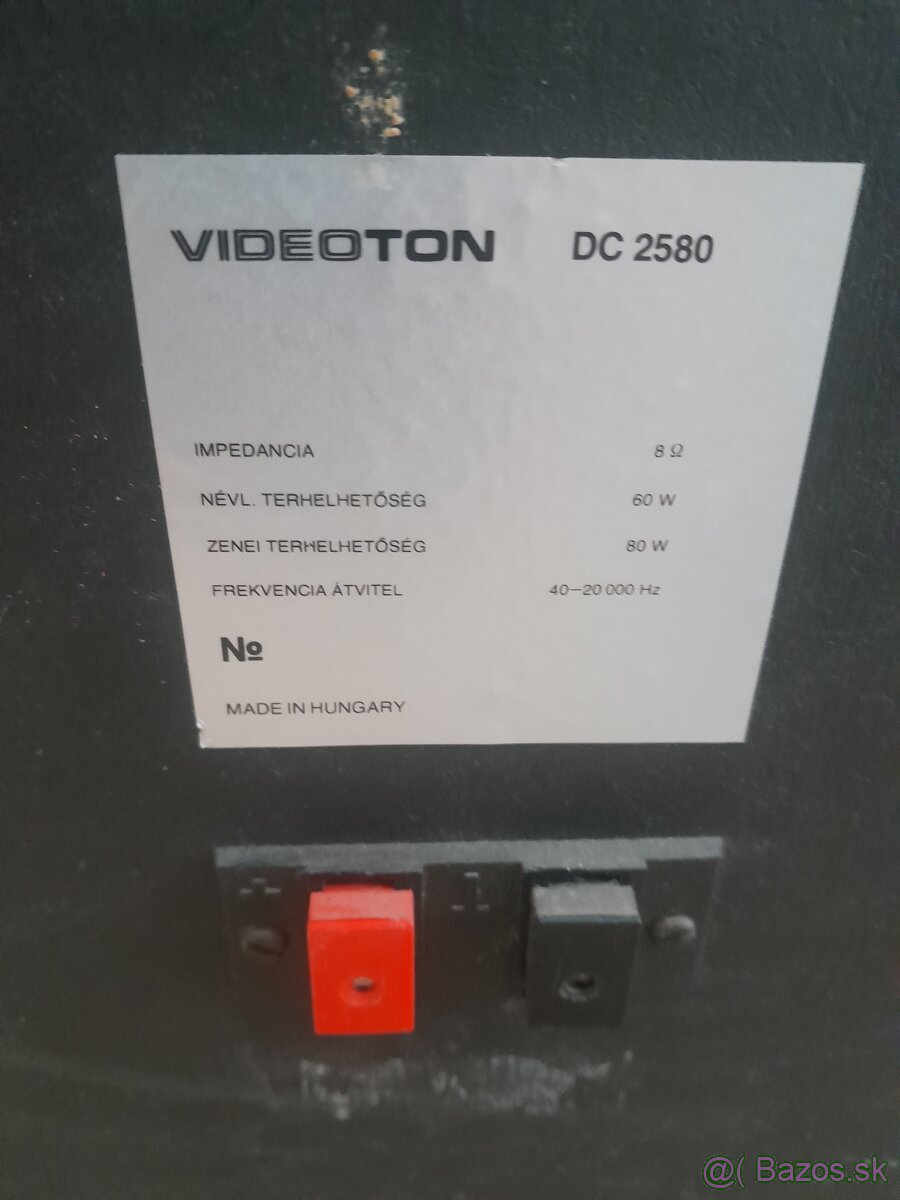 VIDEOTON DC 2580
IMPEDANCIA 8 Ω
NÉVL. TERHELHETŐSÉG 60 W
ZENEI TERHELHETŐSÉG 80 W
FREKVENCIA ÁTVITEL 40–20 000 Hz
№
MADE IN HUNGARY
@( Bazos.sk